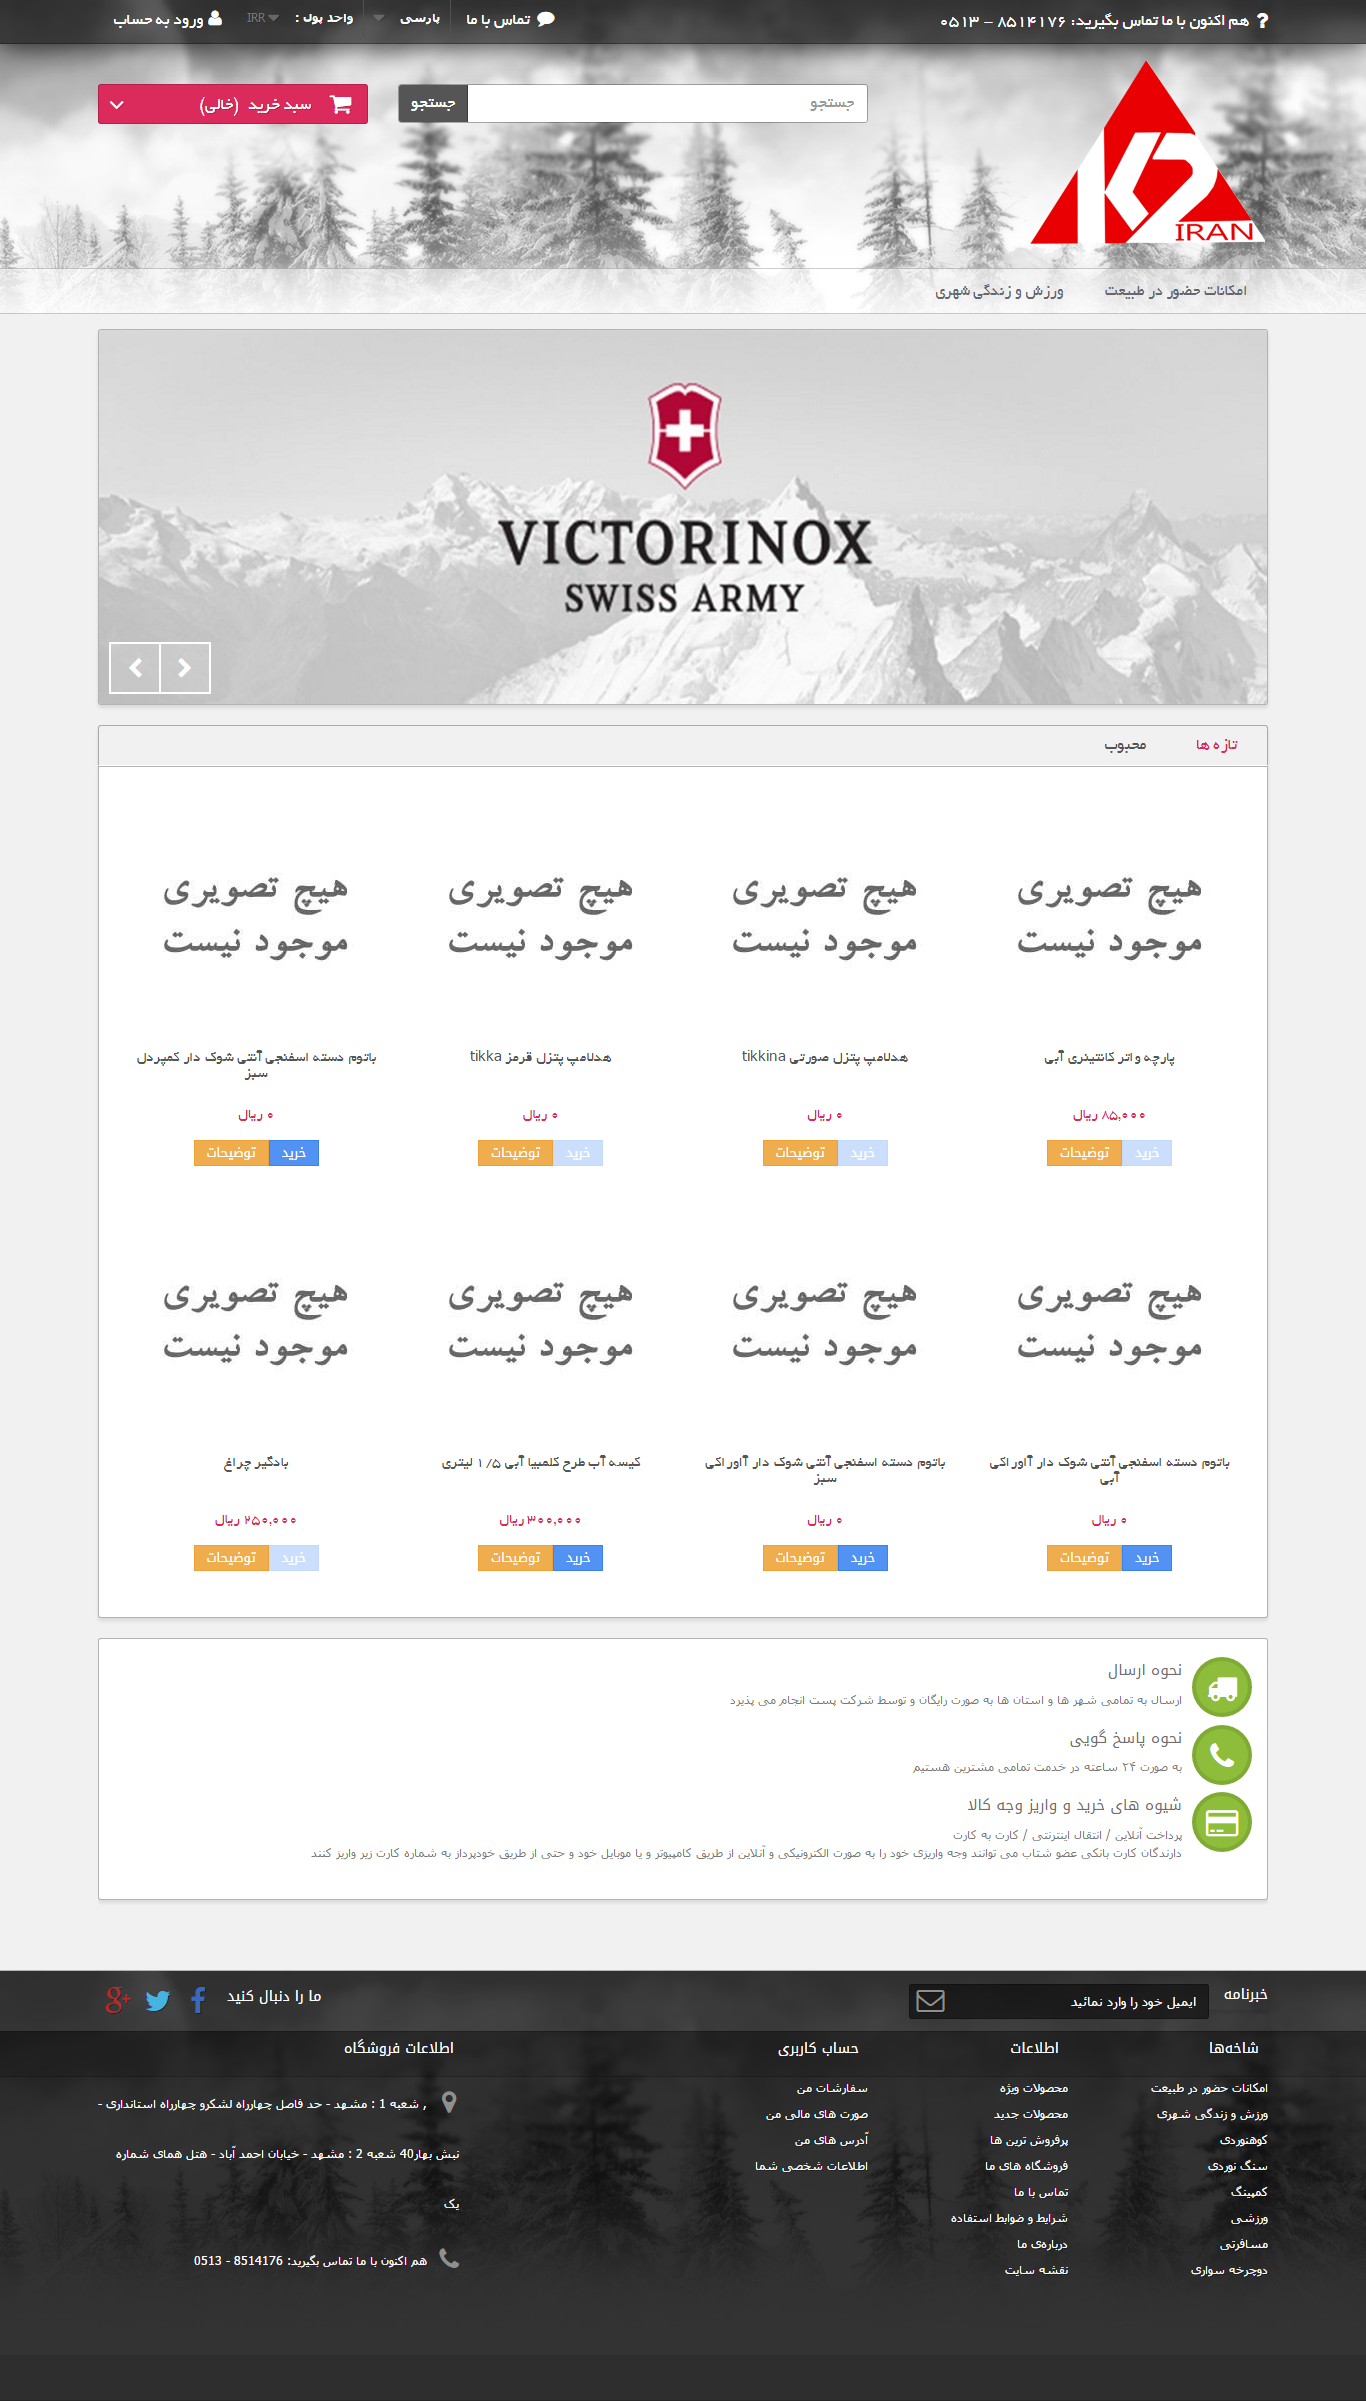 هم اکنون با ما تماس بگیرید: ۸۵۱۴۱۷۶ – ۰۵۱۳
تماس با ما
پارسی
واحد پول :
IRR
ورود به حساب
K2
IRAN
جستجو
جستجو
سبد خرید (خالی)
امکانات حضور در طبیعت
ورزش و زندگی شهری
VICTORINOX
SWISS ARMY
تازه ها
محبوب
هیچ تصویری
موجود نیست
هیچ تصویری
موجود نیست
هیچ تصویری
موجود نیست
هیچ تصویری
موجود نیست
پارچه واتر کانتینری آبی
۸۵,۰۰۰ ریال
خرید
توضیحات
هدلامپ پتزل صورتی tikkina
۰ ریال
خرید
توضیحات
هدلامپ پتزل قرمز tikka
۰ ریال
خرید
توضیحات
باتوم دسته اسفنجی آنتی شوک دار کمپردل
سبز
۰ ریال
خرید
توضیحات
هیچ تصویری
موجود نیست
هیچ تصویری
موجود نیست
هیچ تصویری
موجود نیست
هیچ تصویری
موجود نیست
باتوم دسته اسفنجی آنتی شوک دار آاوراکی
آبی
۰ ریال
خرید
توضیحات
باتوم دسته اسفنجی آنتی شوک دار آاوراکی
سبز
۰ ریال
خرید
توضیحات
کیسه آب طرح کلمبیا آبی ۱/۵ لیتری
۳۰۰,۰۰۰ ریال
خرید
توضیحات
بادگیر چراغ
۲۵۰,۰۰۰ ریال
خرید
توضیحات
نحوه ارسال
ارسال به تمامی شهر ها و استان ها به صورت رایگان و توسط شرکت پست انجام می پذیرد
نحوه پاسخ گویی
به صورت ۲۴ ساعته در خدمت تمامی مشترین هستیم
شیوه های خرید و واریز وجه کالا
پرداخت آنلاین / انتقال اینترنتی / کارت به کارت
دارندگان کارت بانکی عضو شتاب می توانند وجه واریزی خود را به صورت الکترونیکی و آنلاین از طریق کامپیوتر و یا موبایل خود و حتی از طریق خودپرداز به شماره کارت زیر واریز کنند
خبرنامه
ایمیل خود را وارد نمائید
ما را دنبال کنید
شاخه‌ها
امکانات حضور در طبیعت
ورزش و زندگی شهری
کوهنوردی
سنگ نوردی
کمپینگ
ورزشی
مسافرتی
دوچرخه سواری
اطلاعات
محصولات ویژه
محصولات جدید
پرفروش ترین ها
فروشگاه های ما
تماس با ما
شرایط و ضوابط استفاده
درباره‌ی ما
نقشه سایت
حساب کاربری
سفارشات من
صورت های مالی من
آدرس های من
اطلاعات شخصی شما
اطلاعات فروشگاه
, شعبه 1 : مشهد - حد فاصل چهارراه لشکرو چهارراه استانداری -
نبش بهار40 شعبه 2 : مشهد - خیابان احمد آباد - هتل همای شماره
یک
هم اکنون با ما تماس بگیرید: 8514176 - 0513